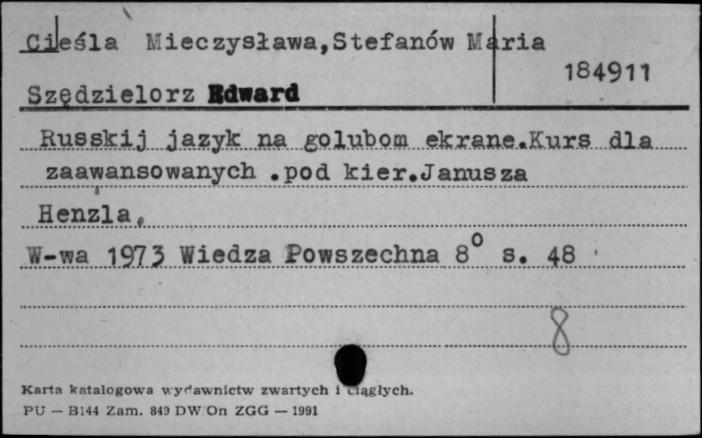 Cieśla Mieczysława,Stefanów Maria
184911
Szędzielorz Edward
Russkij jazyk na golubom ekrane.Kurs dla
zaawansowanych .pod kier.Janusza
Henzla.
W-wa 1973 Wiedza Powszechna 8° s. 48
8
Karta katalogowa wydawnictw zwartych i ciągłych.
PU — B144 Zam. 849 DW On ZGG — 1991